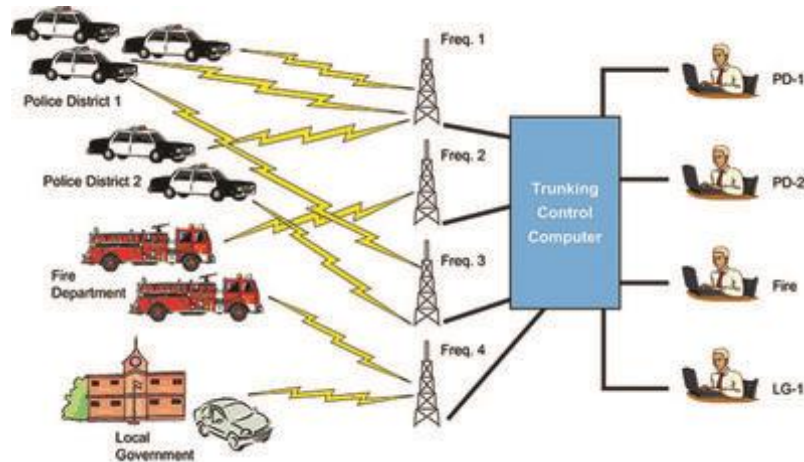 Freq. 1
PD-1
Police District 1
Freq. 2
Police District 2
Trunking
Control
Computer
PD-2
Fire
Department
Freq. 3
Fire
Freq. 4
LG-1
Local
Government